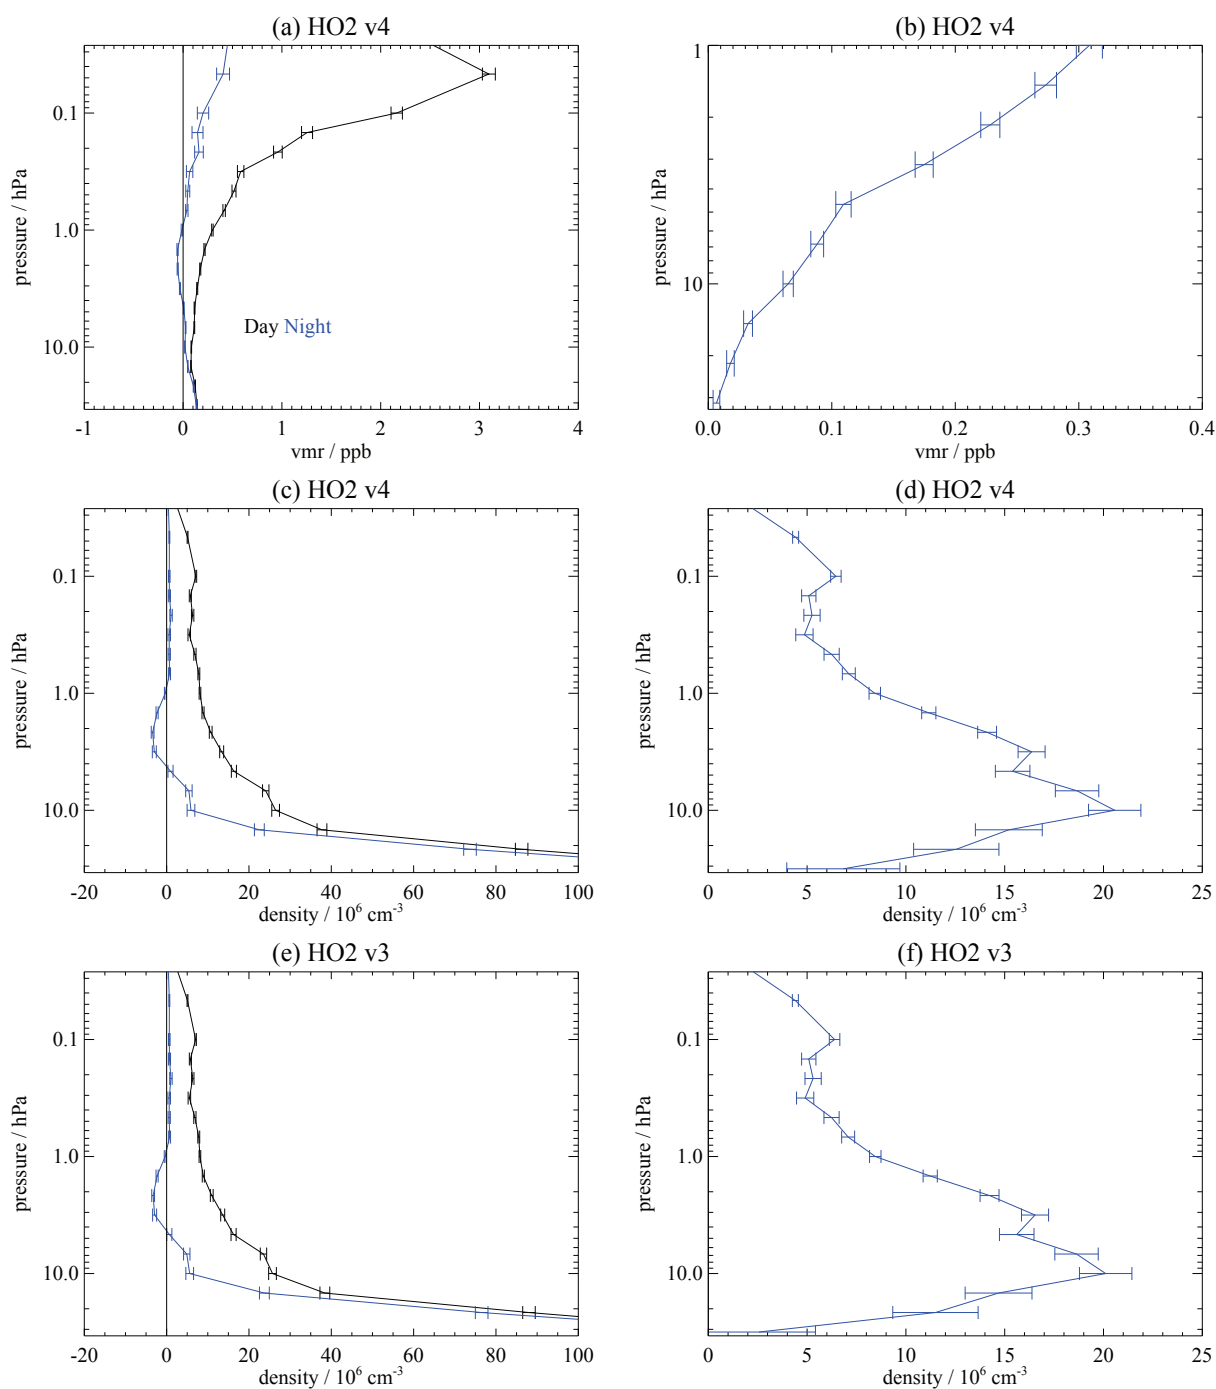 (a) HO2 v4
pressure / hPa
0.1
1.0
10.0
Day Night
-1 0 1 2 3 4
vmr / ppb
(b) HO2 v4
pressure / hPa
1
10
0.0 0.1 0.2 0.3 0.4
vmr / ppb
(c) HO2 v4
pressure / hPa
0.1
1.0
10.0
-20 0 20 40 60 80 100
density / 10⁶ cm⁻³
(d) HO2 v4
pressure / hPa
0.1
1.0
10.0
0 5 10 15 20 25
density / 10⁶ cm⁻³
(e) HO2 v3
pressure / hPa
0.1
1.0
10.0
-20 0 20 40 60 80 100
density / 10⁶ cm⁻³
(f) HO2 v3
pressure / hPa
0.1
1.0
10.0
0 5 10 15 20 25
density / 10⁶ cm⁻³